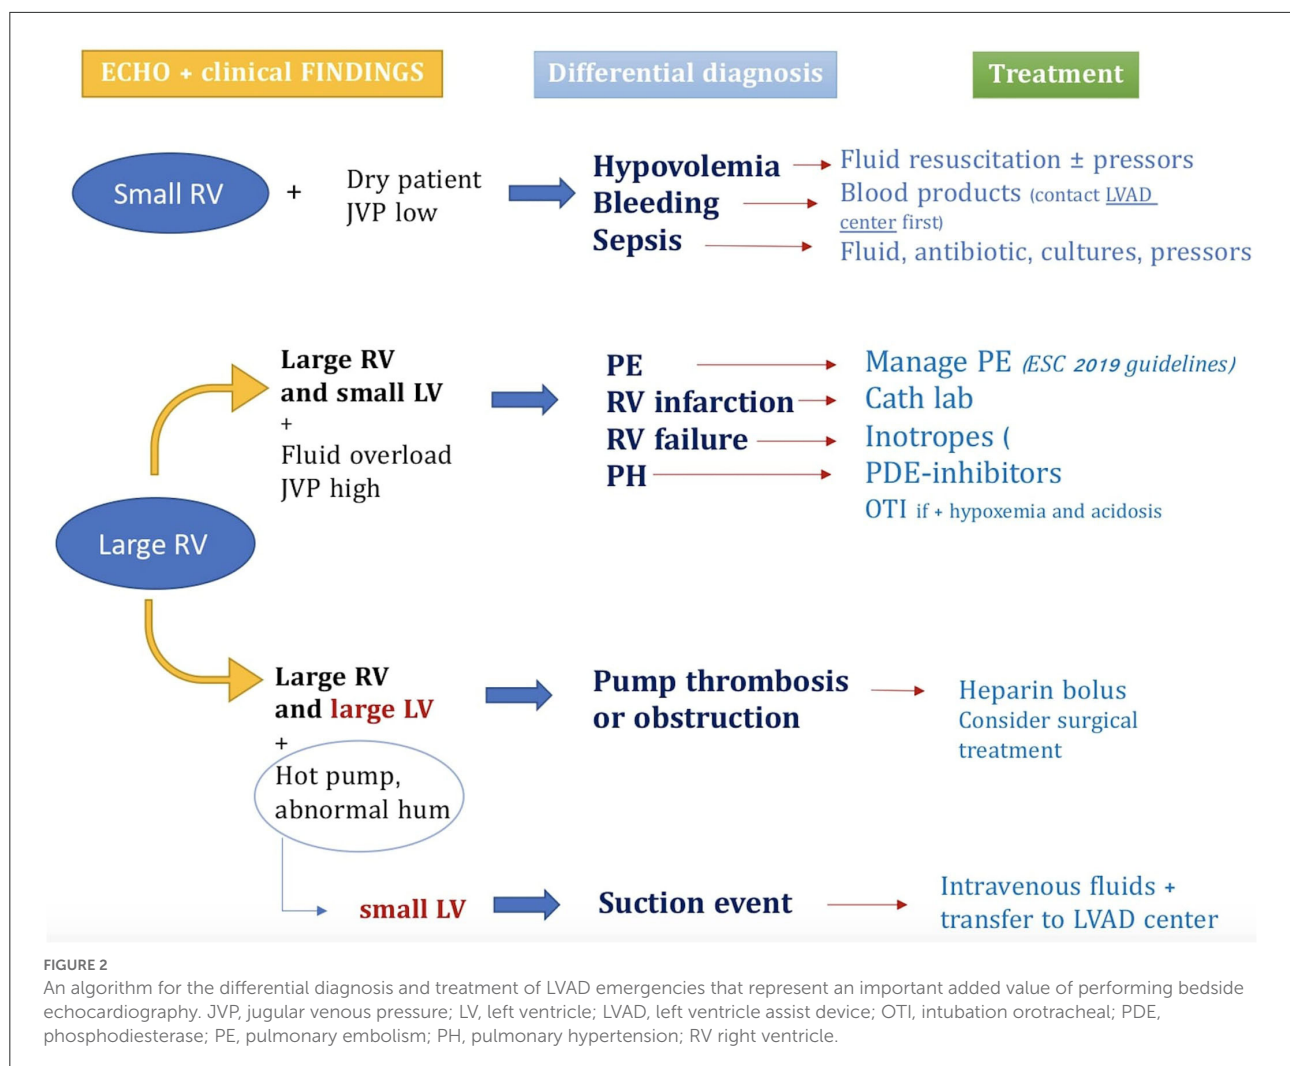 ECHO + clinical FINDINGS
Differential diagnosis
Treatment
Small RV
+
Dry patient
JVP low
Hypovolemia
Bleeding
Sepsis
Fluid resuscitation ± pressors
Blood products (contact LVAD
center first)
Fluid, antibiotic, cultures, pressors
Large RV
Large RV
and small LV
+
Fluid overload
JVP high
PE
RV infarction
RV failure
PH
Manage PE (ESC 2019 guidelines)
Cath lab
Inotropes (
PDE-inhibitors
OTI if + hypoxemia and acidosis
Large RV
and large LV
+
Hot pump,
abnormal hum
Pump thrombosis
or obstruction
Heparin bolus
Consider surgical
treatment
small LV
Suction event
Intravenous fluids +
transfer to LVAD center
FIGURE 2
An algorithm for the differential diagnosis and treatment of LVAD emergencies that represent an important added value of performing bedside
echocardiography. JVP, jugular venous pressure; LV, left ventricle; LVAD, left ventricle assist device; OTI, intubation orotracheal; PDE,
phosphodiesterase; PE, pulmonary embolism; PH, pulmonary hypertension; RV right ventricle.